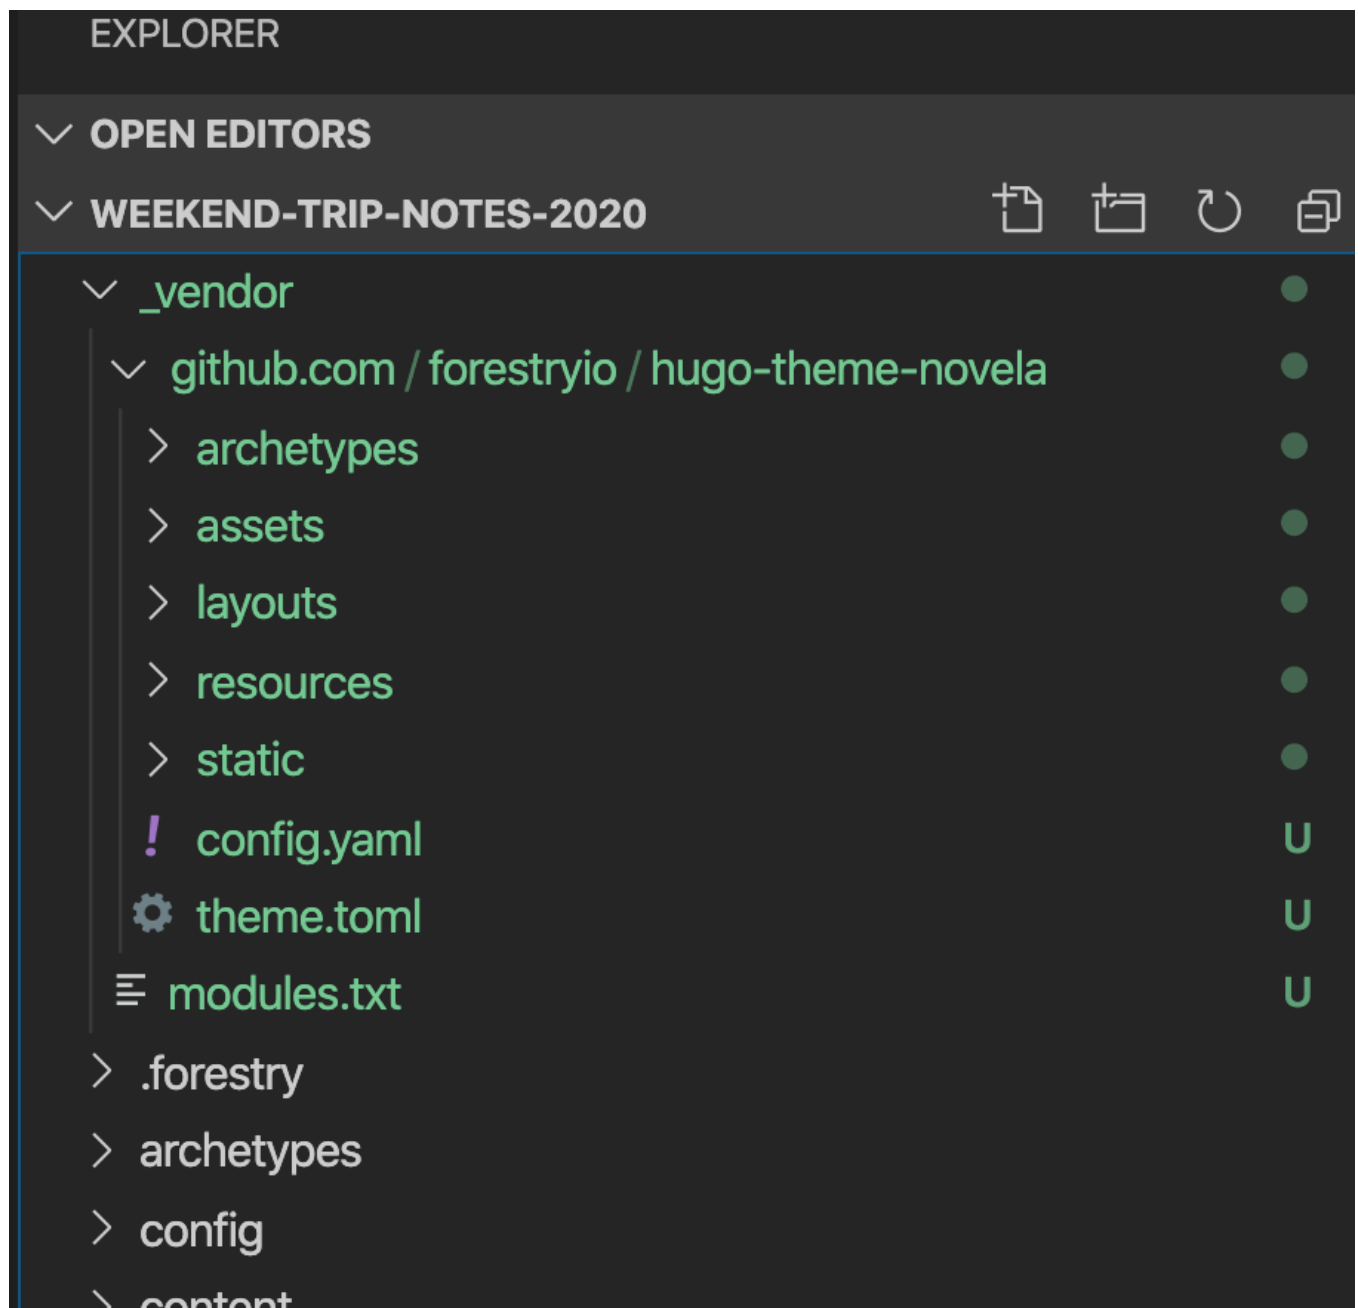 EXPLORER
OPEN EDITORS
WEEKEND-TRIP-NOTES-2020
_vendor
github.com / forestryio / hugo-theme-novela
archetypes
assets
layouts
resources
static
! config.yaml U
theme.toml U
modules.txt U
.forestry
archetypes
config
content